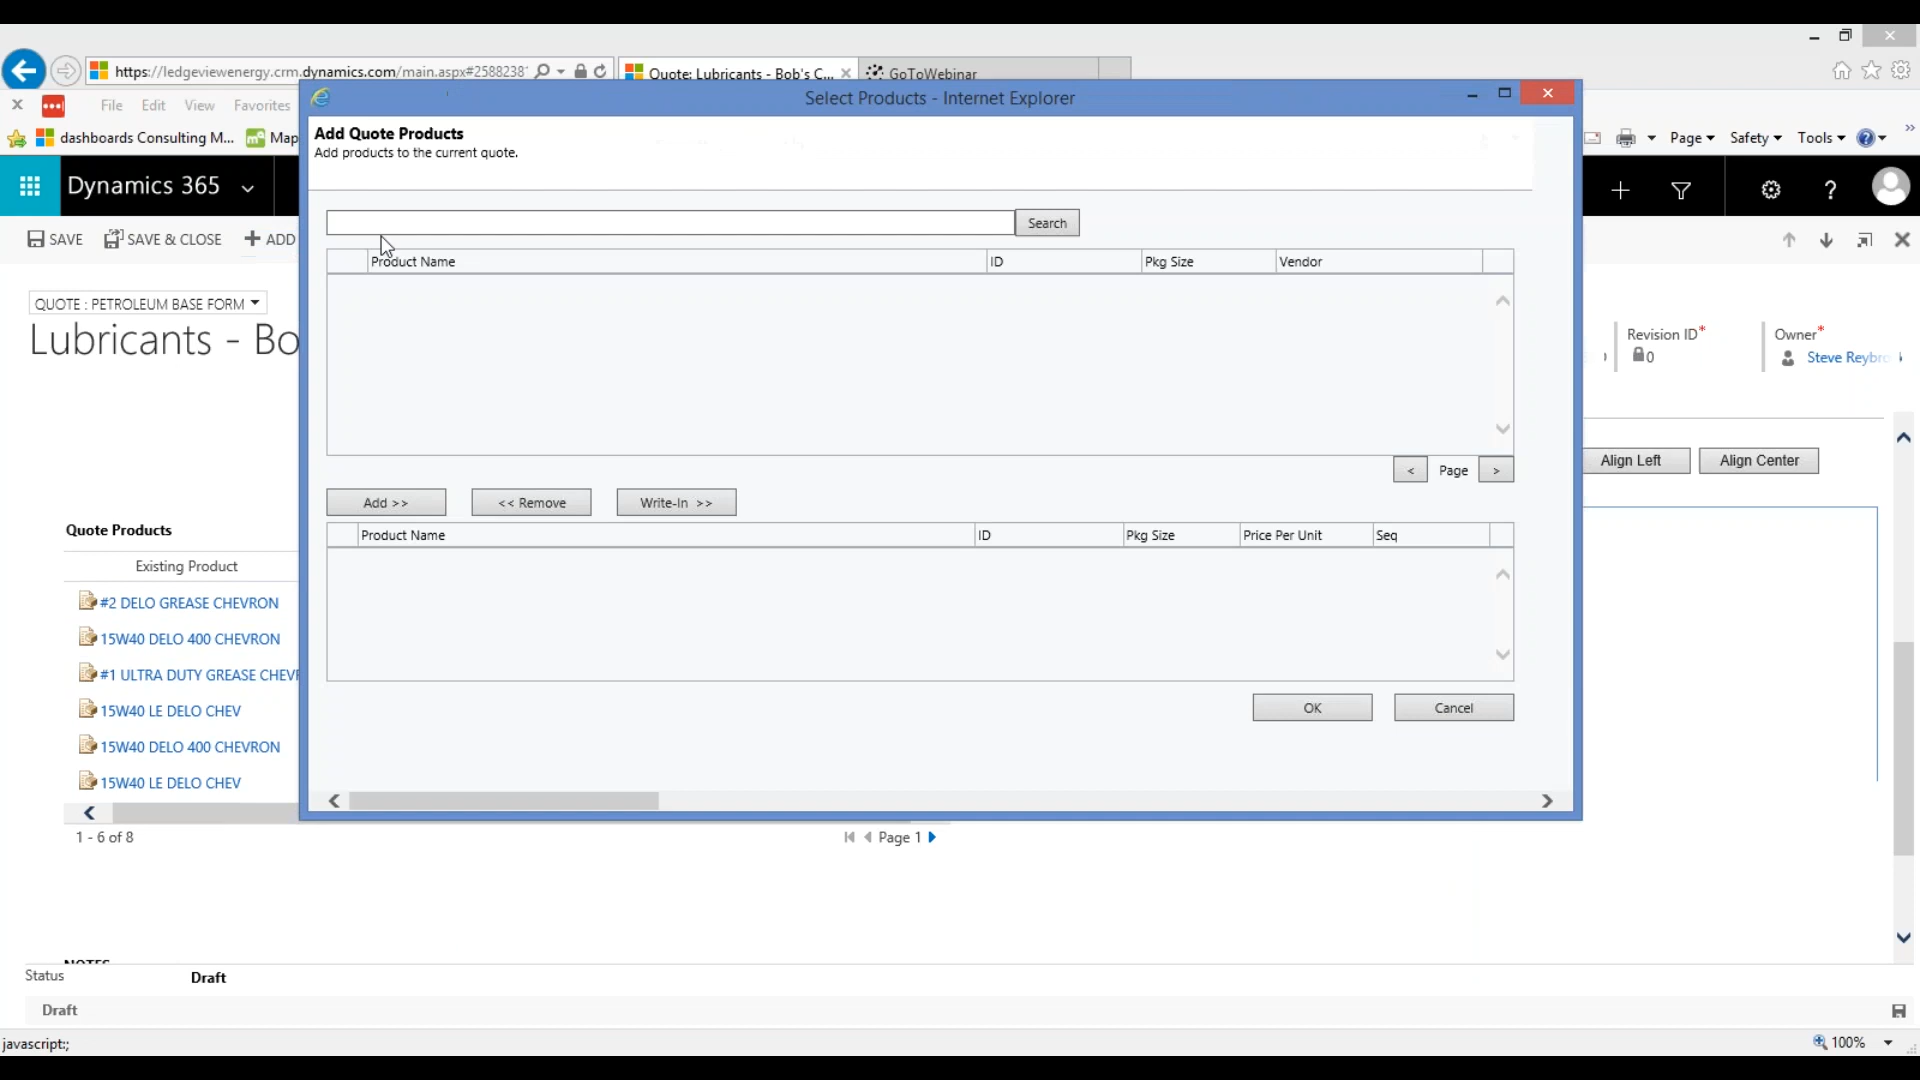 https://ledgeviewenergy.crm.dynamics.com/main.aspx#2588238
Quote: Lubricants - Bob's C...
GoToWebinar
File Edit View Favorites
Select Products - Internet Explorer
dashboards Consulting M...
Map
Page Safety Tools
Add Quote Products
Add products to the current quote.
Dynamics 365
SAVE SAVE & CLOSE ADD
Search
Product Name ID Pkg Size Vendor
QUOTE : PETROLEUM BASE FORM
Lubricants - Bo
Revision ID* Owner*
0 Steve Reybro
Align Left Align Center
< Page >
Add >> << Remove Write-In >>
Quote Products
Product Name ID Pkg Size Price Per Unit Seq
Existing Product
#2 DELO GREASE CHEVRON
15W40 DELO 400 CHEVRON
#1 ULTRA DUTY GREASE CHEV
15W40 LE DELO CHEV
OK Cancel
15W40 DELO 400 CHEVRON
15W40 LE DELO CHEV
1 - 6 of 8
Page 1
NOTES
Status Draft
Draft
javascript:;
100%